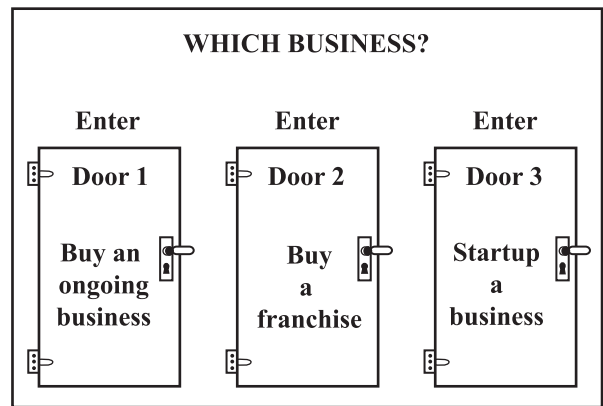 WHICH BUSINESS?
Enter
Door 1
Buy an
ongoing
business
Enter
Door 2
Buy
a
franchise
Enter
Door 3
Startup
a
business